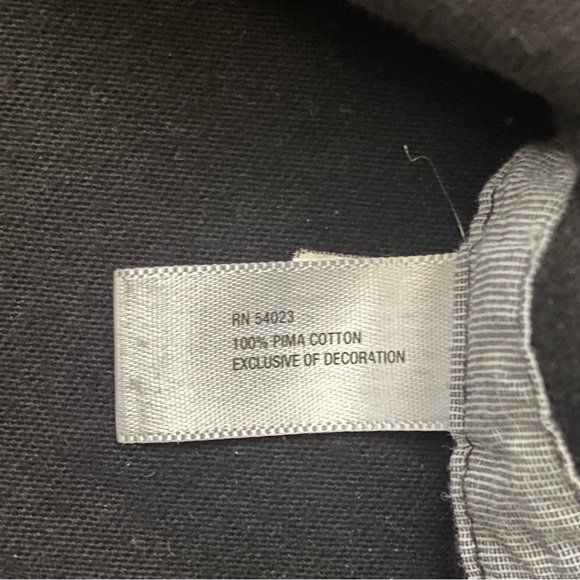 RN 54023
100% PIMA COTTON
EXCLUSIVE OF DECORATION